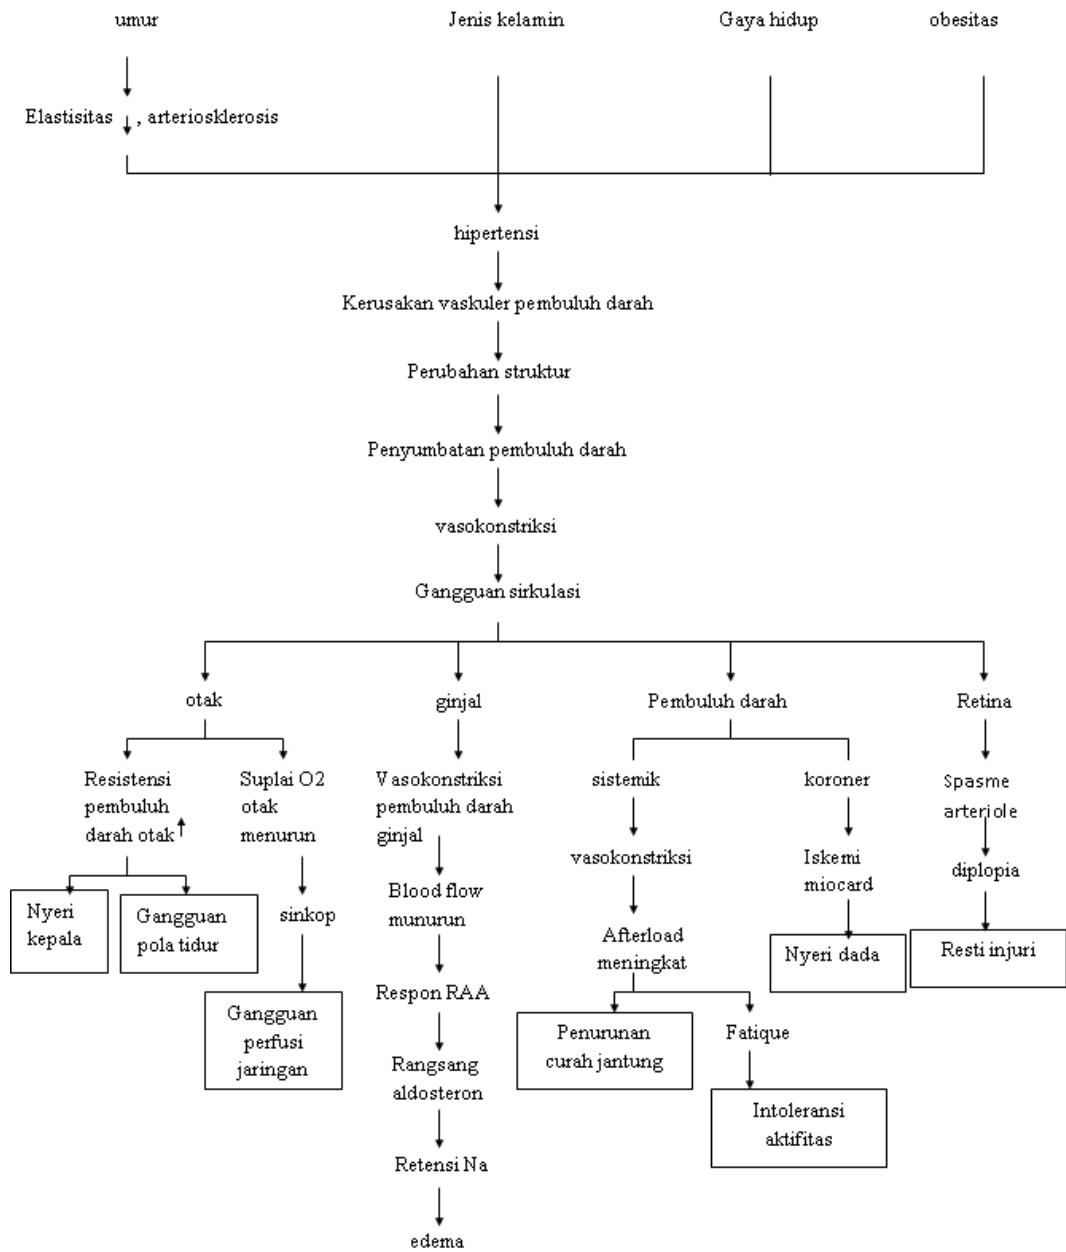 umur
Jenis kelamin
Gaya hidup
obesitas
Elastisitas ↓ , arteriosklerosis
hipertensi
Kerusakan vaskuler pembuluh darah
Perubahan struktur
Penyumbatan pembuluh darah
vasokonstriksi
Gangguan sirkulasi
otak
ginjal
Pembuluh darah
Retina
Resistensi
pembuluh
darah otak ↑
Suplai O2
otak
menurun
Vasokonstriksi
pembuluh darah
ginjal
sistemik
koroner
Spasme
arteriole
vasokonstriksi
Iskemi
miocard
diplopia
Nyeri
kepala
Gangguan
pola tidur
sinkop
Blood flow
munurun
Afterload
meningkat
Nyeri dada
Resti injuri
Gangguan
perfusi
jaringan
Respon RAA
Penurunan
curah jantung
Fatique
Rangsang
aldosteron
Intoleransi
aktifitas
Retensi Na
edema